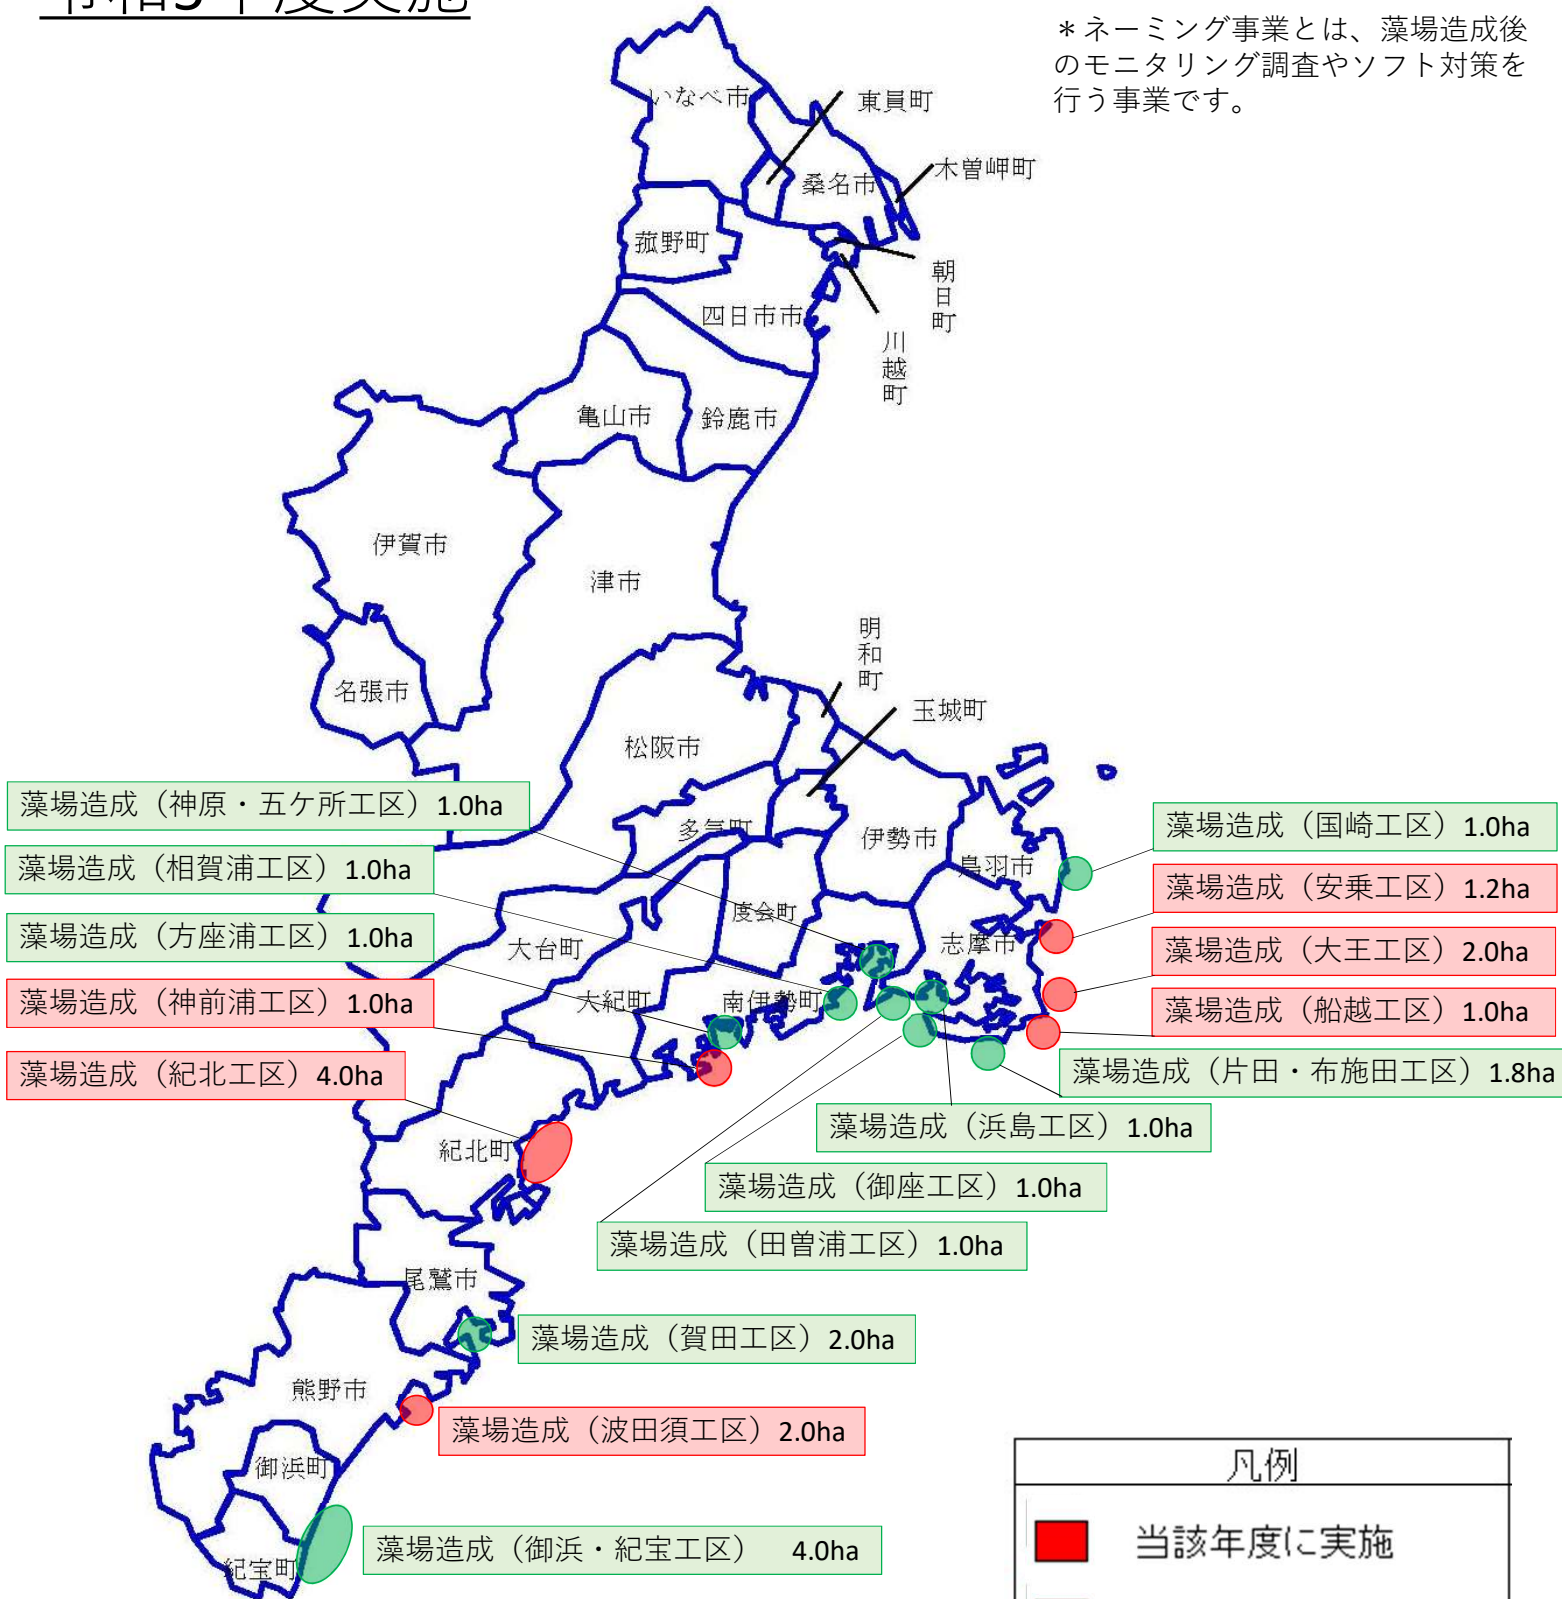 令和5年度実施
＊ネーミング事業とは、藻場造成後
のモニタリング調査やソフト対策を
行う事業です。
いなべ市
東員町
桑名市
木曽岬町
菰野町
朝日町
四日市市
川越町
亀山市
鈴鹿市
伊賀市
津市
明和町
名張市
玉城町
松阪市
藻場造成（神原・五ケ所工区）1.0ha
多気町
伊勢市
藻場造成（国崎工区）1.0ha
藻場造成（相賀浦工区）1.0ha
鳥羽市
藻場造成（安乗工区）1.2ha
度会町
藻場造成（方座浦工区）1.0ha
大台町
志摩市
藻場造成（大王工区）2.0ha
藻場造成（神前浦工区）1.0ha
大紀町
南伊勢町
藻場造成（船越工区）1.0ha
藻場造成（紀北工区）4.0ha
藻場造成（片田・布施田工区）1.8ha
藻場造成（浜島工区）1.0ha
紀北町
藻場造成（御座工区）1.0ha
藻場造成（田曽浦工区）1.0ha
尾鷲市
藻場造成（賀田工区）2.0ha
熊野市
藻場造成（波田須工区）2.0ha
御浜町
凡例
当該年度に実施
藻場造成（御浜・紀宝工区）　4.0ha
紀宝町